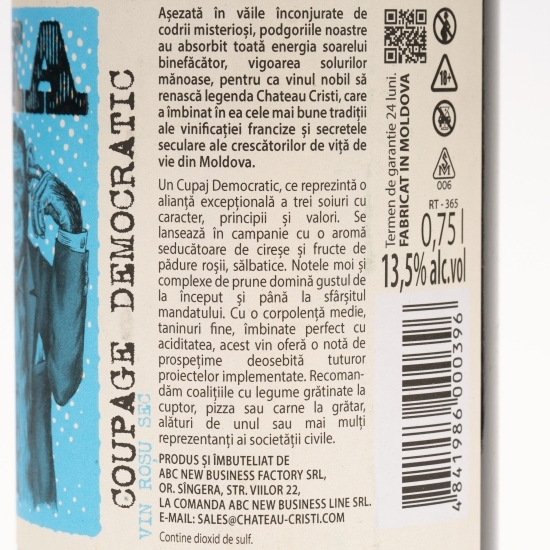 LA
COUPAGE DEMOCRATIC
VIN ROȘU SEC
Așezată în văile înconjurate de
codrii misterioși, podgoriile noastre
au absorbit toată energia soarelui
binefăcător, vigoarea solurilor
mănoase, pentru ca vinul nobil să
renască legenda Chateau Cristi, care
a îmbinat în ea cele mai bune tradiții
ale vinificației francize și secretele
seculare ale crescătorilor de viță de
vie din Moldova.
Un Cupaj Democratic, ce reprezintă o
alianță excepțională a trei soiuri cu
caracter, principii și valori. Se
lansează în campanie cu o aromă
seducătoare de cireșe și fructe de
pădure roșii, sălbatice. Notele moi și
complexe de prune domină gustul de
la început și până la sfârșitul
mandatului. Cu o corpolență medie,
taninuri fine, îmbinate perfect cu
aciditatea, acest vin oferă o notă de
prospețime deosebită tuturor
proiectelor implementate. Recoman-
dăm coalițiile cu legume grătinate la
cuptor, pizza sau carne la grătar,
alături de unul sau mai mulți
reprezentanți ai societății civile.
PRODUS ȘI ÎMBUTELIAT DE
ABC NEW BUSINESS FACTORY SRL,
OR. SÎNGERA, STR. VIILOR 22,
LA COMANDA ABC NEW BUSINESS LINE SRL.
E-MAIL: SALES@CHATEAU-CRISTI.COM
Conține dioxid de sulf.
Termen de garantie 24 luni.
FABRICAT IN MOLDOVA
18+
SM
006
RT - 365
0,75 l
13,5% alc.vol
4 841986 000396